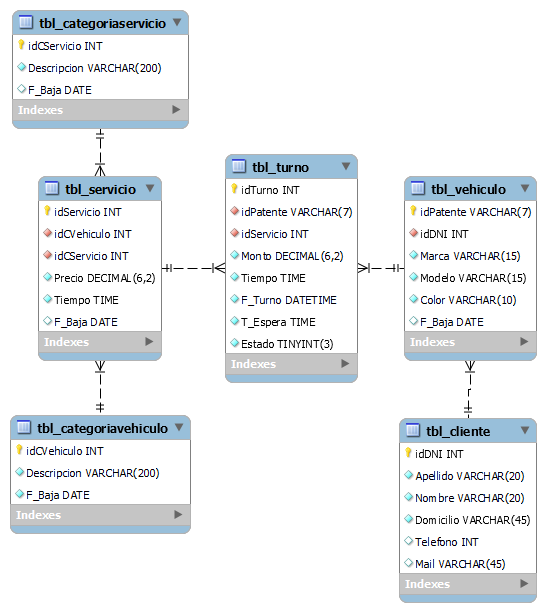 tbl_categoriaservicio
idCServicio INT
Descripcion VARCHAR(200)
F_Baja DATE
Indexes
tbl_servicio
idServicio INT
idCVehiculo INT
idCServicio INT
Precio DECIMAL(6,2)
Tiempo TIME
F_Baja DATE
Indexes
tbl_categoriavehiculo
idCVehiculo INT
Descripcion VARCHAR(200)
F_Baja DATE
Indexes
tbl_turno
idTurno INT
idPatente VARCHAR(7)
idServicio INT
Monto DECIMAL(6,2)
Tiempo TIME
F_Turno DATETIME
T_Espera TIME
Estado TINYINT(3)
Indexes
tbl_vehiculo
idPatente VARCHAR(7)
idDNI INT
Marca VARCHAR(15)
Modelo VARCHAR(15)
Color VARCHAR(10)
F_Baja DATE
Indexes
tbl_cliente
idDNI INT
Apellido VARCHAR(20)
Nombre VARCHAR(20)
Domicilio VARCHAR(45)
Telefono INT
Mail VARCHAR(45)
Indexes